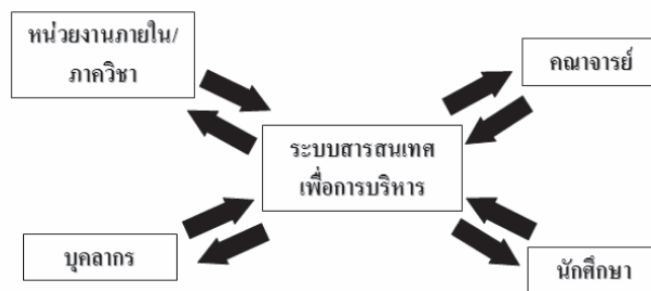 หน่วยงานภายใน/
ภาควิชา
คณาจารย์
ระบบสารสนเทศ
เพื่อการบริหาร
บุคลากร
นักศึกษา